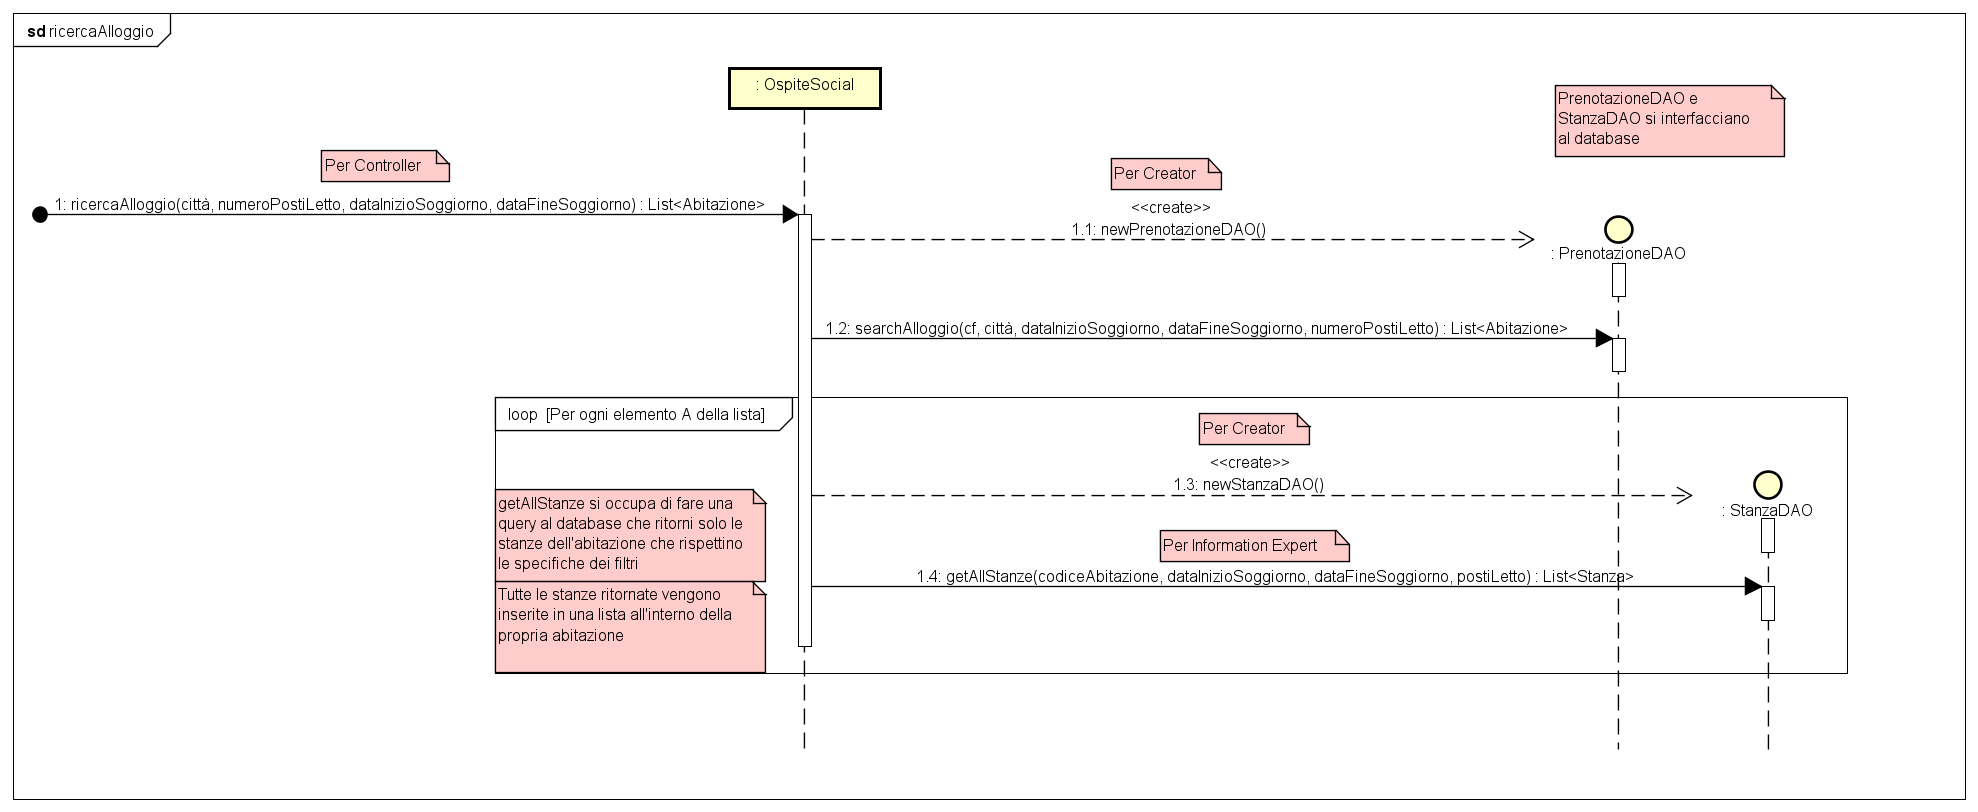 sd ricercaAlloggio
: OspiteSocial
PrenotazioneDAO e
StanzaDAO si interfacciano
al database
Per Controller
Per Creator
1: ricercaAlloggio(città, numeroPostiLetto, dataInizioSoggiorno, dataFineSoggiorno) : List<Abitazione>
<<create>>
1.1: newPrenotazioneDAO()
: PrenotazioneDAO
1.2: searchAlloggio(cf, città, dataInizioSoggiorno, dataFineSoggiorno, numeroPostiLetto) : List<Abitazione>
loop [Per ogni elemento A della lista]
Per Creator
<<create>>
1.3: newStanzaDAO()
: StanzaDAO
getAllStanze si occupa di fare una
query al database che ritorni solo le
stanze dell'abitazione che rispettino
le specifiche dei filtri
Per Information Expert
1.4: getAllStanze(codiceAbitazione, dataInizioSoggiorno, dataFineSoggiorno, postiLetto) : List<Stanza>
Tutte le stanze ritornate vengono
inserite in una lista all'interno della
propria abitazione